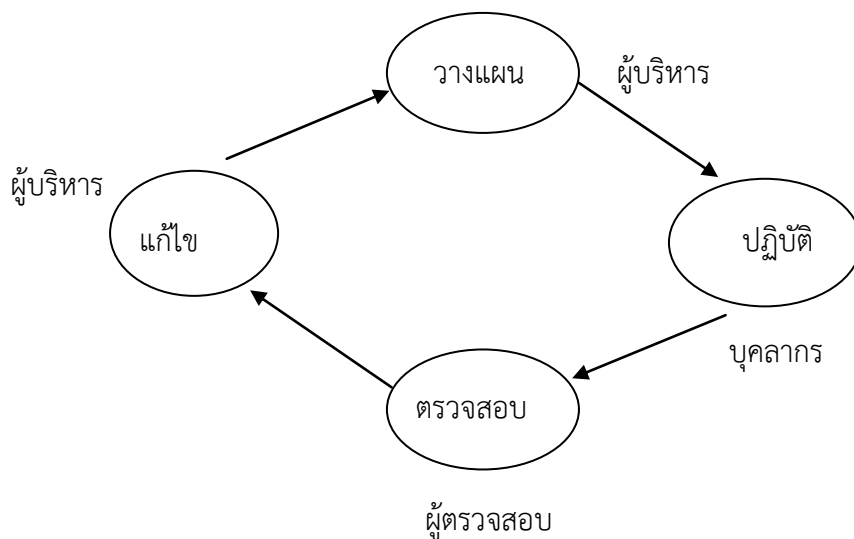 วางแผน
ผู้บริหาร
ผู้บริหาร
แก้ไข
ปฏิบัติ
บุคลากร
ตรวจสอบ
ผู้ตรวจสอบ